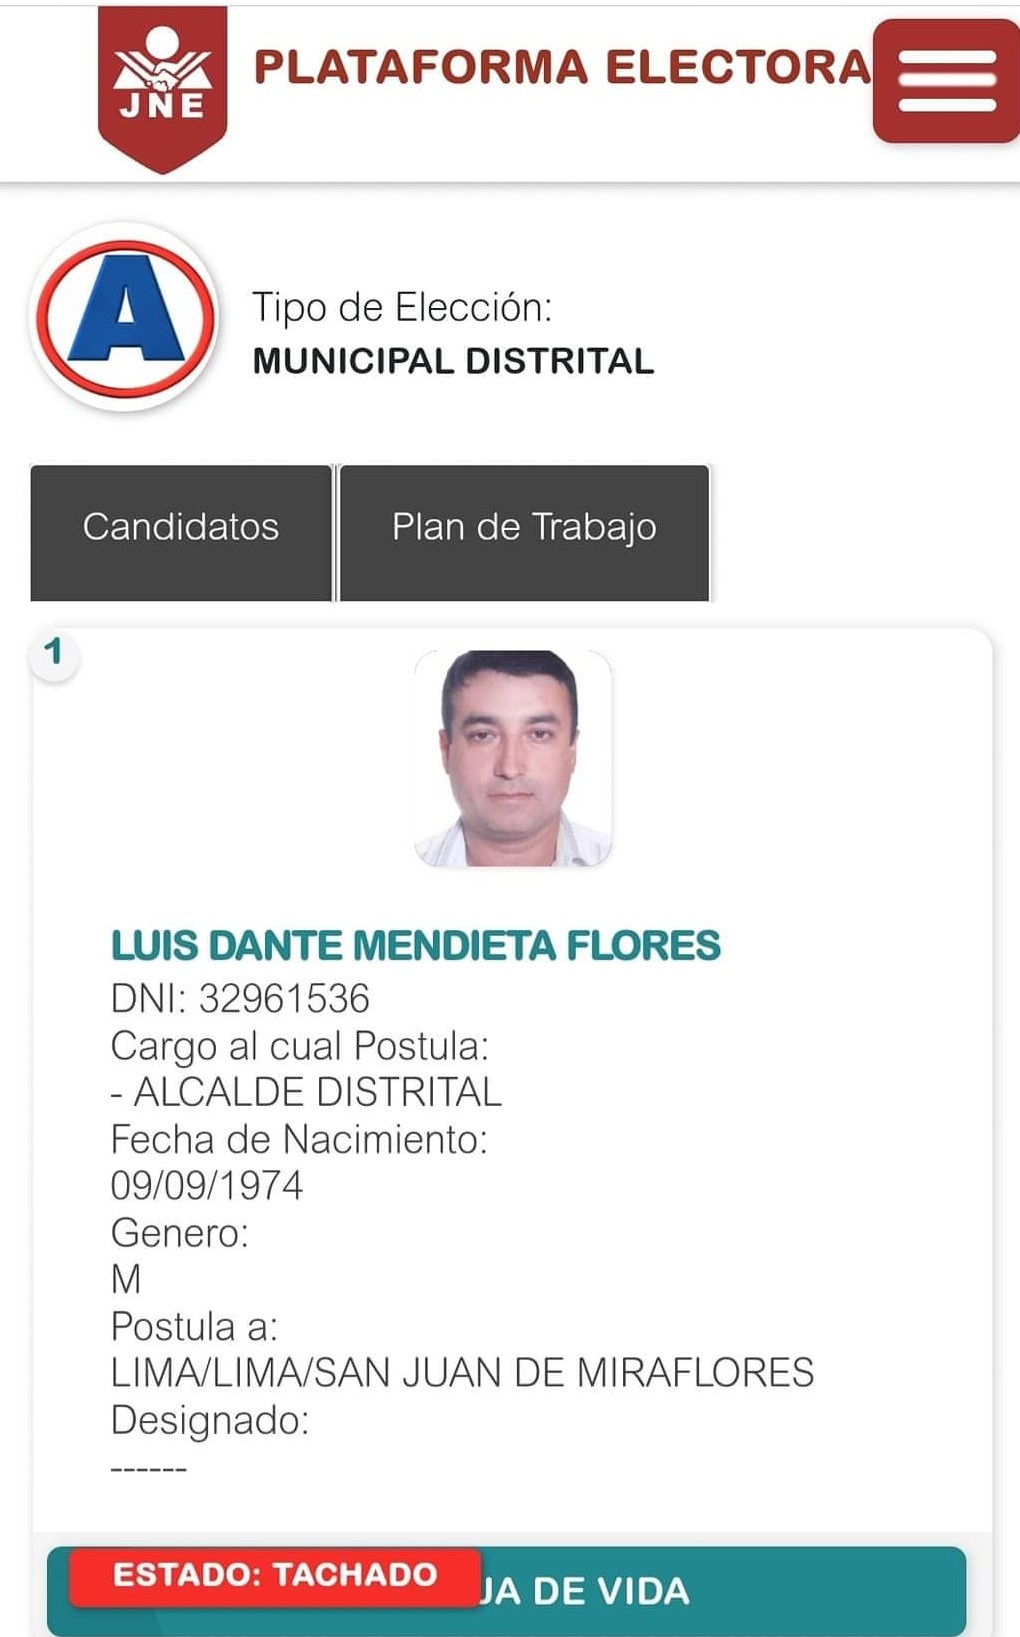 JNE
PLATAFORMA ELECTORA
A
Tipo de Elección:
MUNICIPAL DISTRITAL
Candidatos
Plan de Trabajo
1
LUIS DANTE MENDIETA FLORES
DNI: 32961536
Cargo al cual Postula:
- ALCALDE DISTRITAL
Fecha de Nacimiento:
09/09/1974
Genero:
M
Postula a:
LIMA/LIMA/SAN JUAN DE MIRAFLORES
Designado:
------
ESTADO: TACHADO
JA DE VIDA